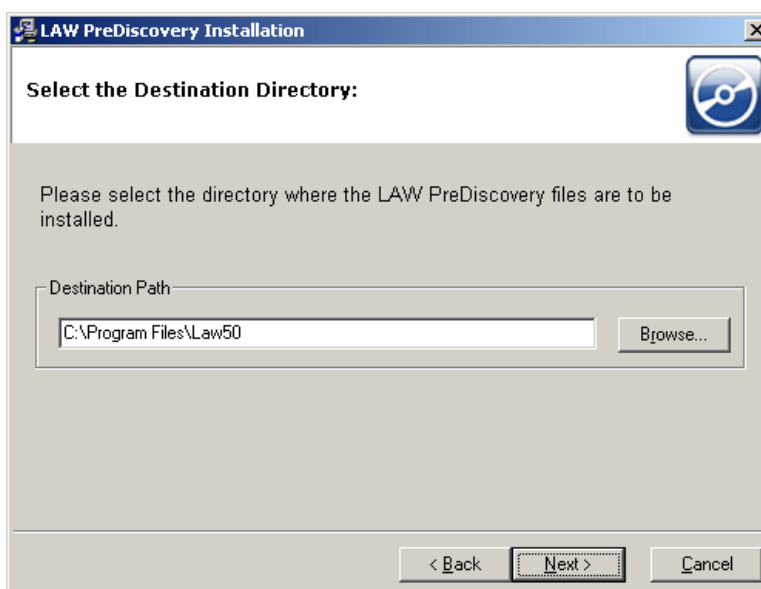 LAW PreDiscovery Installation
Select the Destination Directory:
Please select the directory where the LAW PreDiscovery files are to be
installed.
Destination Path
C:\Program Files\Law50
Browse...
< Back
Next >
Cancel